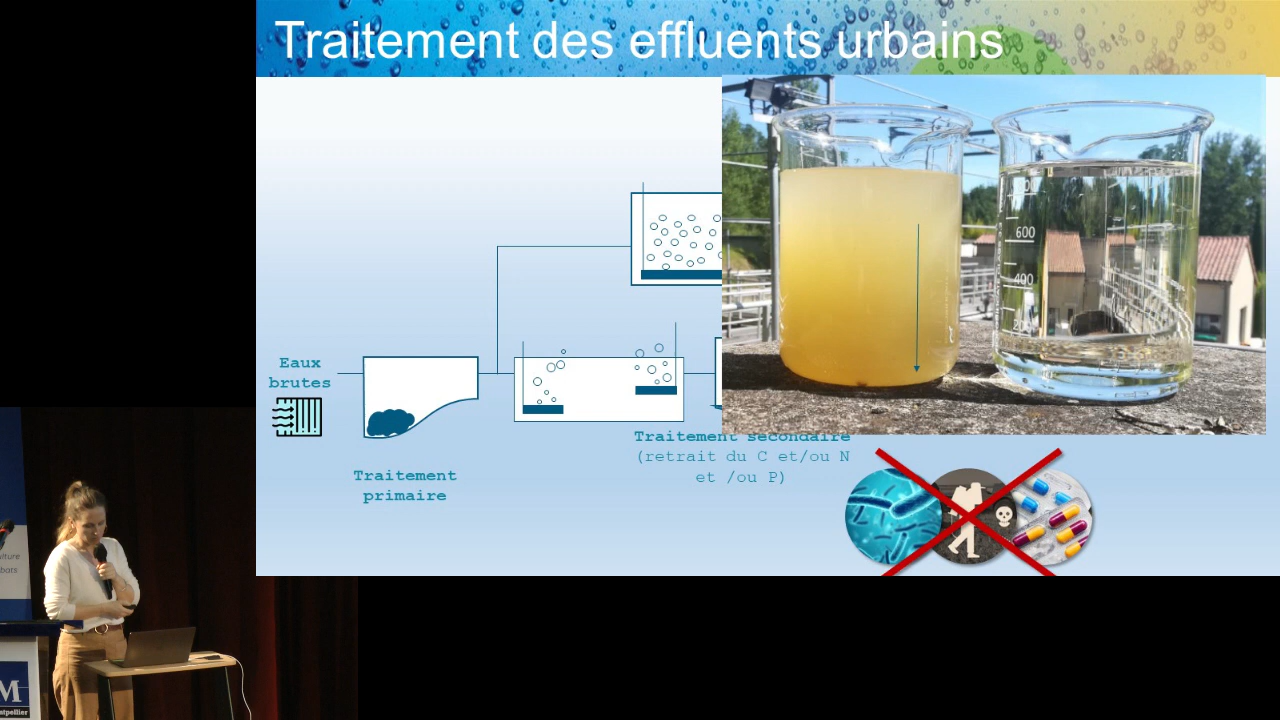 Traitement des effluents urbains
600
400
Eaux
brutes
Traitement secondaire
(retrait du C et/ou N
et /ou P)
Traitement
primaire
M